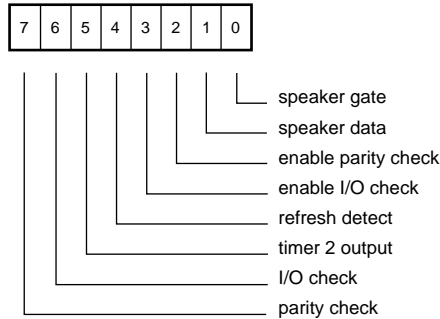 7 6 5 4 3 2 1 0
speaker gate
speaker data
enable parity check
enable I/O check
refresh detect
timer 2 output
I/O check
parity check